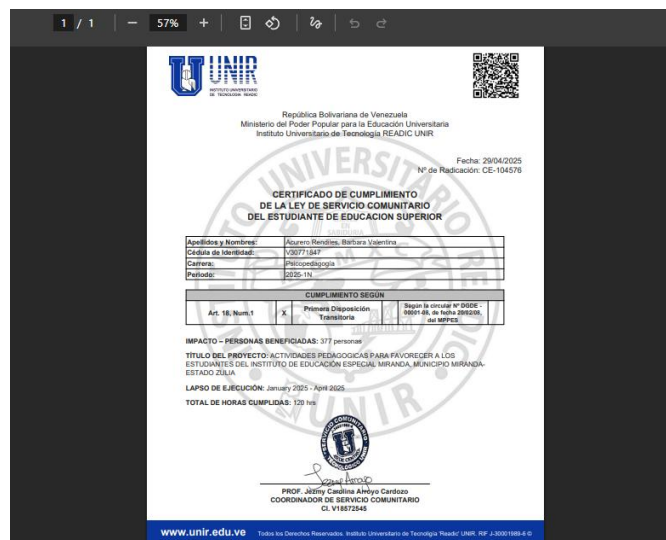 1 / 1
57%
UNIR
INSTITUTO UNIVERSITARIO
DE TECNOLOGIA READIC
República Bolivariana de Venezuela
Ministerio del Poder Popular para la Educación Universitaria
Instituto Universitario de Tecnología READIC UNIR
Fecha: 29/04/2025
Nº de Radicación: CE-104576
CERTIFICADO DE CUMPLIMIENTO
DE LA LEY DE SERVICIO COMUNITARIO
DEL ESTUDIANTE DE EDUCACION SUPERIOR
Apellidos y Nombres: Acurero Rendiles, Barbara Valentina
Cédula de Identidad: V30771847
Carrera: Psicopedagogía
Periodo: 2025-1N
CUMPLIMIENTO SEGÚN
Art. 18, Num.1 X Primera Disposición Transitoria Según la circular Nº DGDE - 00001-08, de fecha 20/02/08, del MPPES
IMPACTO – PERSONAS BENEFICIADAS: 377 personas
TÍTULO DEL PROYECTO: ACTIVIDADES PEDAGOGICAS PARA FAVORECER A LOS
ESTUDIANTES DEL INSTITUTO DE EDUCACIÓN ESPECIAL MIRANDA, MUNICIPIO MIRANDA-
ESTADO ZULIA
LAPSO DE EJECUCIÓN: January 2025 - April 2025
TOTAL DE HORAS CUMPLIDAS: 120 hrs
PROF. Jezmy Carolina Arroyo Cardozo
COORDINADOR DE SERVICIO COMUNITARIO
CI. V18572545
www.unir.edu.ve Todos los Derechos Reservados. Instituto Universitario de Tecnoligía 'Readic' UNIR. RIF J-30001989-6 ©